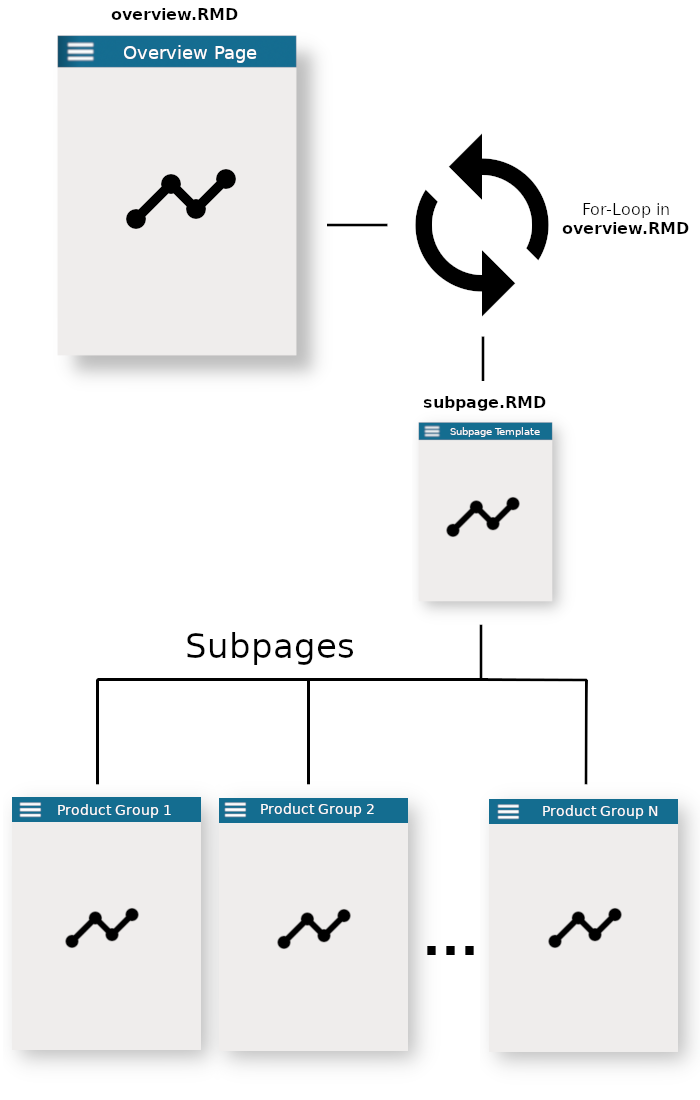 overview.RMD
Overview Page
For-Loop in
overview.RMD
subpage.RMD
Subpage Template
Subpages
Product Group 1
Product Group 2
Product Group N
...